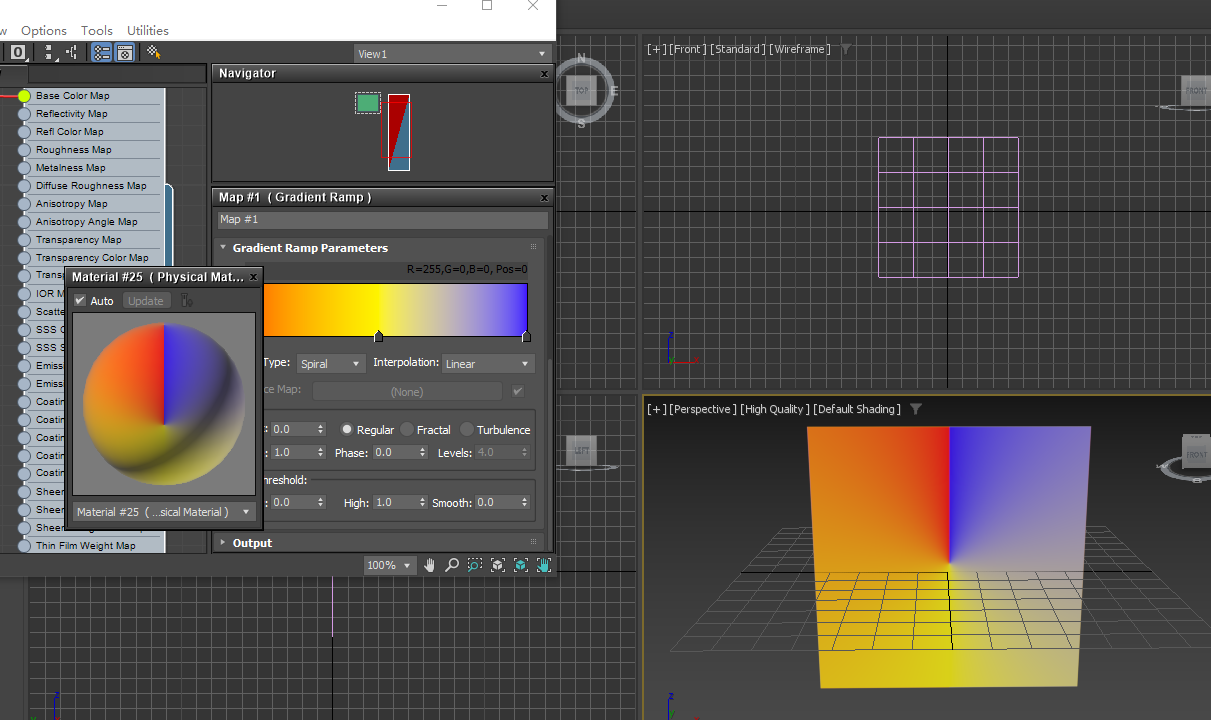 w Options Tools Utilities
0
View1
Navigator x
Base Color Map
Reflectivity Map
Refl Color Map
Roughness Map
Metalness Map
Diffuse Roughness Map
Anisotropy Map
Anisotropy Angle Map
Transparency Map
Transparency Color Map
Trans
IOR M
Scatte
SSS C
SSS S
Emiss
Emiss
Coatin
Coatin
Coatin
Coatin
Coatin
Sheer
Sheer
Sheer
Thin Film Weight Map
Map #1 ( Gradient Ramp ) x
Map #1
Gradient Ramp Parameters
R=255,G=0,B=0, Pos=0
Type: Spiral Interpolation: Linear
ce Map: (None)
: 0.0 Regular Fractal Turbulence
: 1.0 Phase: 0.0 Levels: 4.0
hreshold:
: 0.0 High: 1.0 Smooth: 0.0
Output
100%
Material #25 ( Physical Mat... x
Auto Update
Material #25 ( ...sical Material )
N
TOP E
S
[+] [Front ] [Standard ] [Wireframe ]
FRONT
z
LEFT
[+] [Perspective ] [High Quality ] [Default Shading ]
FRONT
z
z